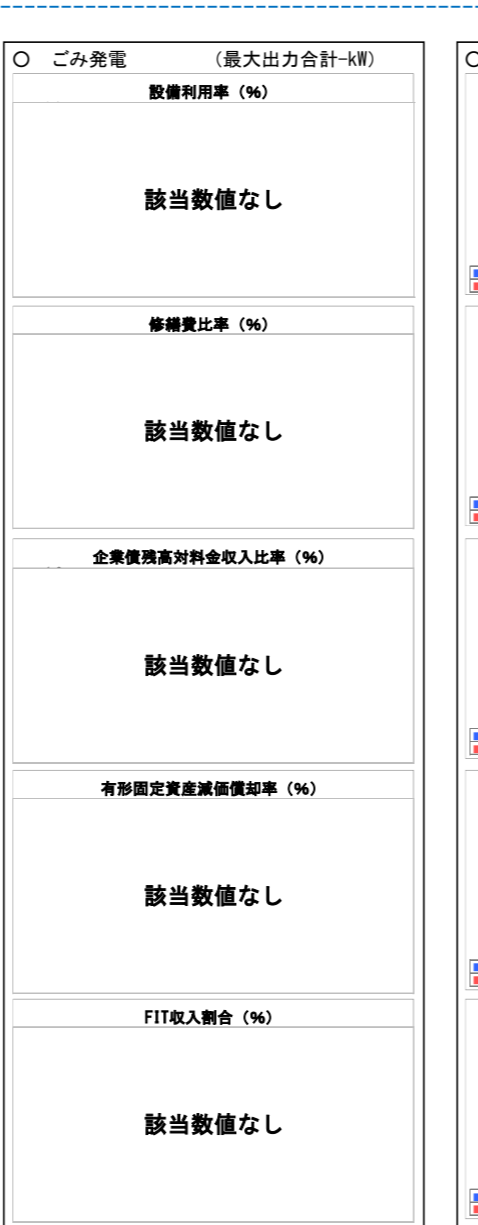 ○ ごみ発電 (最大出力合計-kW)
設備利用率(%)
該当数値なし
修繕費比率(%)
該当数値なし
企業債残高対料金収入比率(%)
該当数値なし
有形固定資産減価償却率(%)
該当数値なし
FIT収入割合(%)
該当数値なし